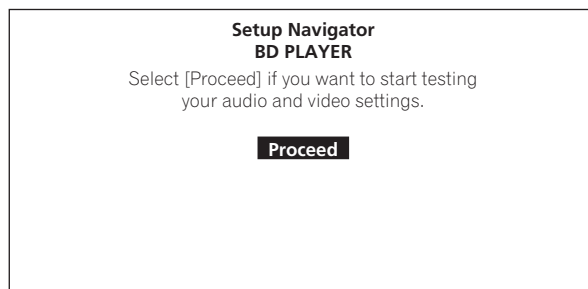 Setup Navigator
BD PLAYER
Select [Proceed] if you want to start testing
your audio and video settings.
Proceed